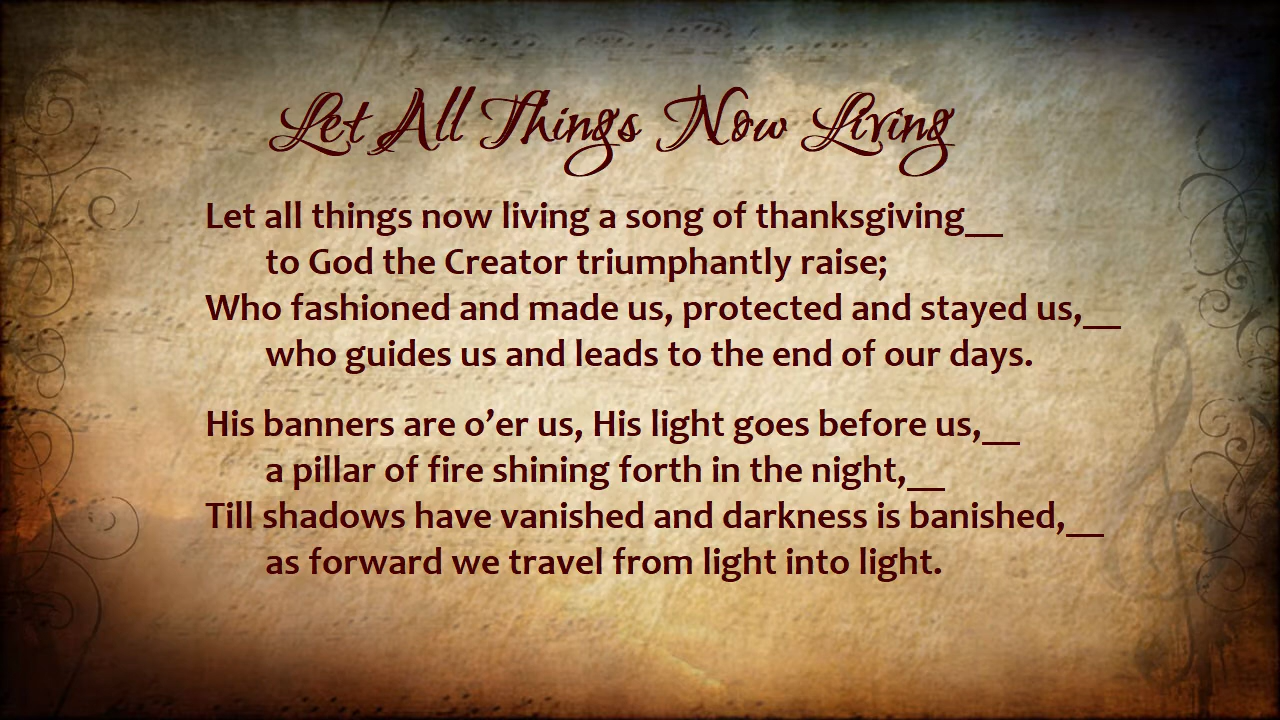 Let All Things Now Living
Let all things now living a song of thanksgiving__
to God the Creator triumphantly raise;
Who fashioned and made us, protected and stayed us,__
who guides us and leads to the end of our days.
His banners are o’er us, His light goes before us,__
a pillar of fire shining forth in the night,__
Till shadows have vanished and darkness is banished,__
as forward we travel from light into light.